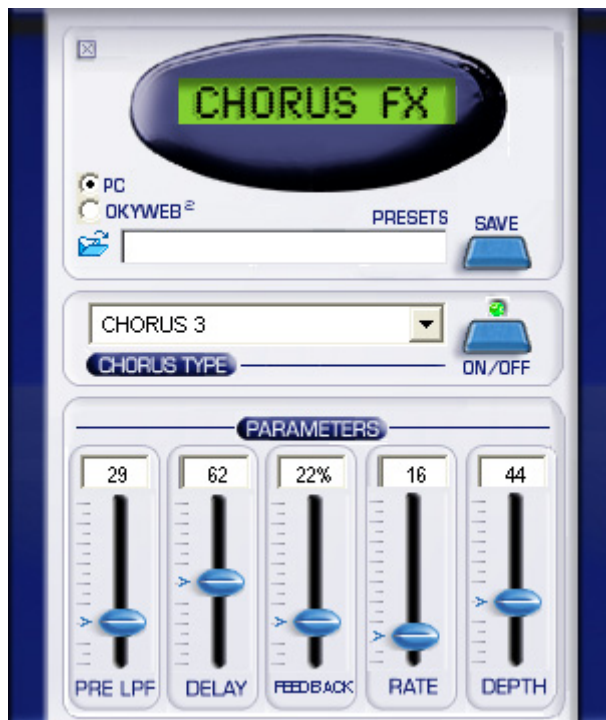 CHORUS FX
PC
OKYWEB²
PRESETS SAVE
CHORUS 3
CHORUS TYPE ON/OFF
PARAMETERS
29 62 22% 16 44
PRE LPF DELAY FEEDBACK RATE DEPTH